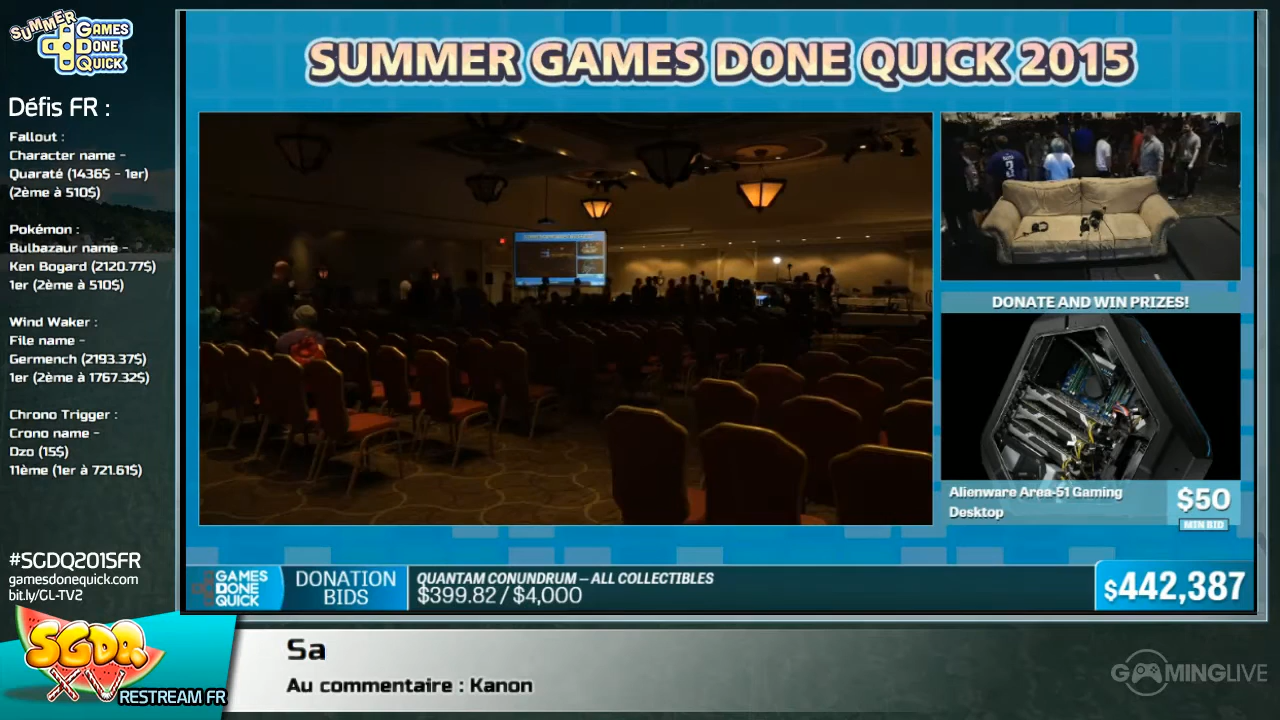 SUMMER
GAMES
DONE
QUICK
Défis FR :
Fallout :
Character name -
Quaraté (1436$ - 1er)
(2ème à 510$)
Pokémon :
Bulbazaur name -
Ken Bogard (2120.77$)
1er (2ème à 510$)
Wind Waker :
File name -
Germench (2193.37$)
1er (2ème à 1767.32$)
Chrono Trigger :
Crono name -
Dzo (15$)
11ème (1er à 721.61$)
#SGDQ2015FR
gamesdonequick.com
bit.ly/GL-TV2
SGDQ
XV
RESTREAM FR
SUMMER GAMES DONE QUICK 2015
DONATE AND WIN PRIZES!
Alienware Area-51 Gaming
Desktop
$50
MIN BID
GAMES
DONE
QUICK
DONATION
BIDS
QUANTAM CONUNDRUM – ALL COLLECTIBLES
$399.82 / $4,000
$442,387
Sa
Au commentaire : Kanon
GAMINGLIVE